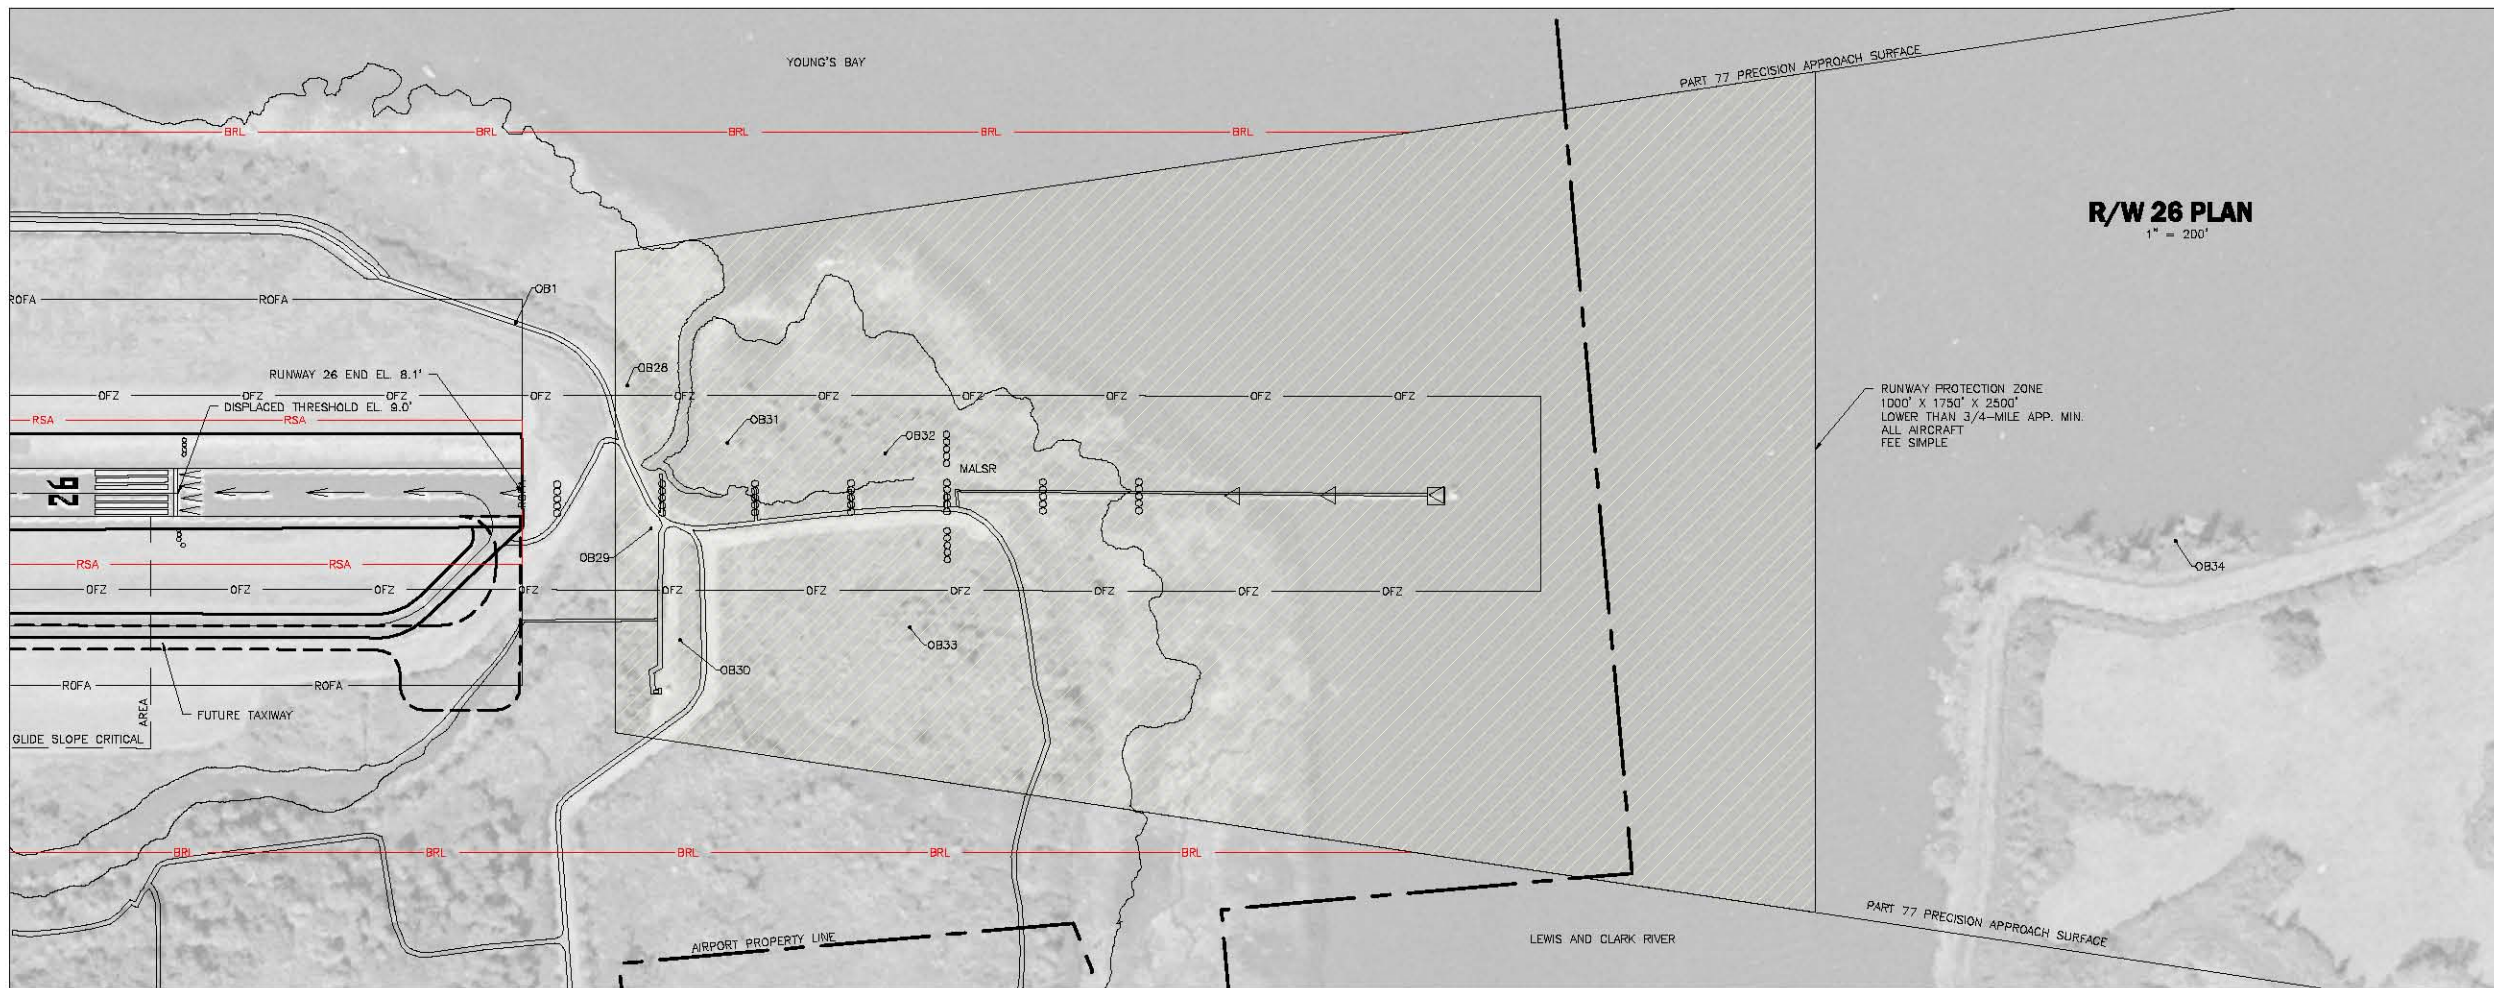 YOUNG'S BAY
PART 77 PRECISION APPROACH SURFACE
BRL BRL BRL BRL BRL
R/W 26 PLAN
1" = 200'
OB1
ROFA ROFA
OB28
RUNWAY 26 END EL. 8.1'
OFZ OFZ OFZ OFZ OFZ OFZ OFZ OFZ OFZ OFZ
DISPLACED THRESHOLD EL. 9.0'
RSA RSA
OB31
OB32
RUNWAY PROTECTION ZONE
1000' X 1750' X 2500'
LOWER THAN 3/4-MILE APP. MIN.
ALL AIRCRAFT
FEE SIMPLE
MALSR
26
OB29
RSA RSA
OB34
OFZ OFZ OFZ OFZ OFZ OFZ OFZ OFZ OFZ OFZ
OB33
OB30
ROFA ROFA
FUTURE TAXIWAY
GLIDE SLOPE CRITICAL
AREA
BRL BRL BRL BRL BRL
PART 77 PRECISION APPROACH SURFACE
AIRPORT PROPERTY LINE
LEWIS AND CLARK RIVER